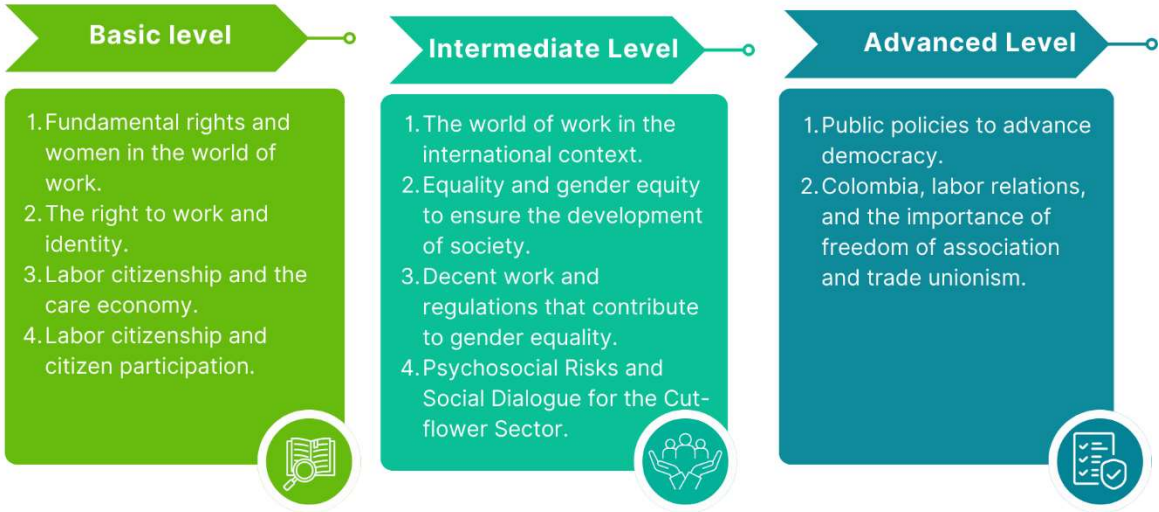 Basic level
1. Fundamental rights and
women in the world of
work.
2. The right to work and
identity.
3. Labor citizenship and the
care economy.
4. Labor citizenship and
citizen participation.
Intermediate Level
1. The world of work in the
international context.
2. Equality and gender equity
to ensure the development
of society.
3. Decent work and
regulations that contribute
to gender equality.
4. Psychosocial Risks and
Social Dialogue for the Cut-
flower Sector.
Advanced Level
1. Public policies to advance
democracy.
2. Colombia, labor relations,
and the importance of
freedom of association
and trade unionism.